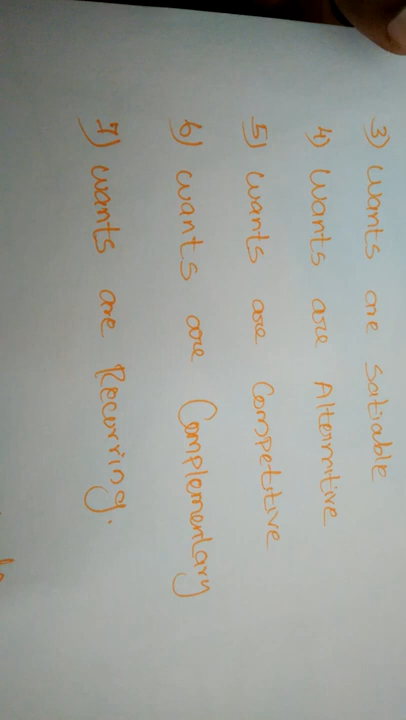 3) Wants are Satiable
4) Wants are Alternative
5) Wants are Competitive
6) Wants are Complementary
7) Wants are Recurring.